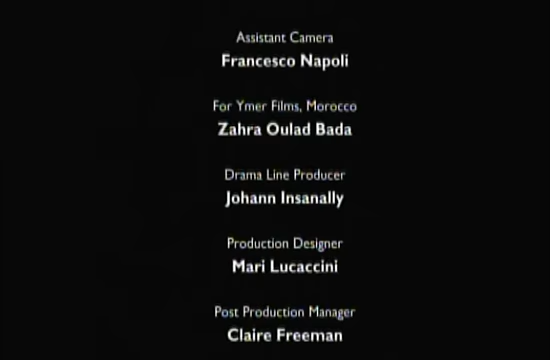 Assistant Camera
Francesco Napoli
For Ymer Films, Morocco
Zahra Oulad Bada
Drama Line Producer
Johann Insanally
Production Designer
Mari Lucaccini
Post Production Manager
Claire Freeman